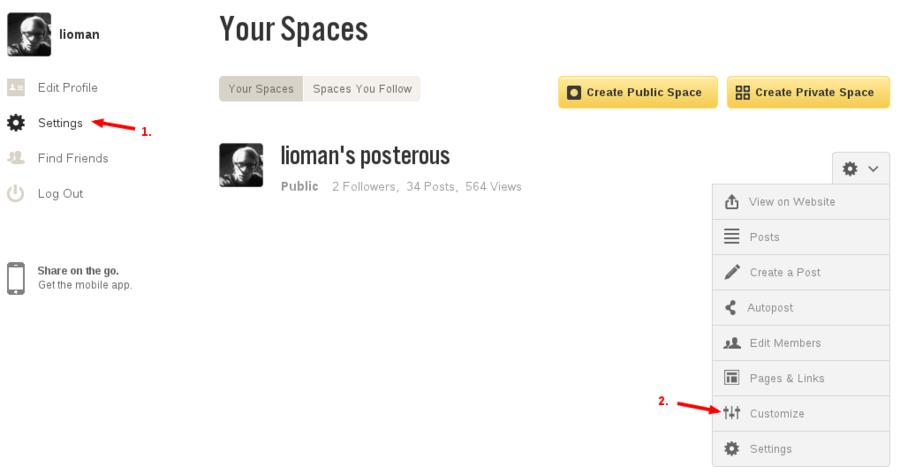 lioman
Edit Profile
Settings
1.
Find Friends
Log Out
Share on the go.
Get the mobile app.
Your Spaces
Your Spaces
Spaces You Follow
Create Public Space
Create Private Space
lioman's posterous
Public 2 Followers, 34 Posts, 564 Views
View on Website
Posts
Create a Post
Autopost
Edit Members
Pages & Links
2.
Customize
Settings